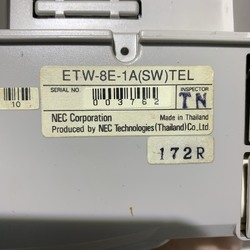 ETW-8E-1A(SW)TEL
SERIAL NO.
003762
INSPECTOR
TN
NEC Corporation
Made in Thailand
Produced by NEC Technologies(Thailand)Co.,Ltd
10
172R